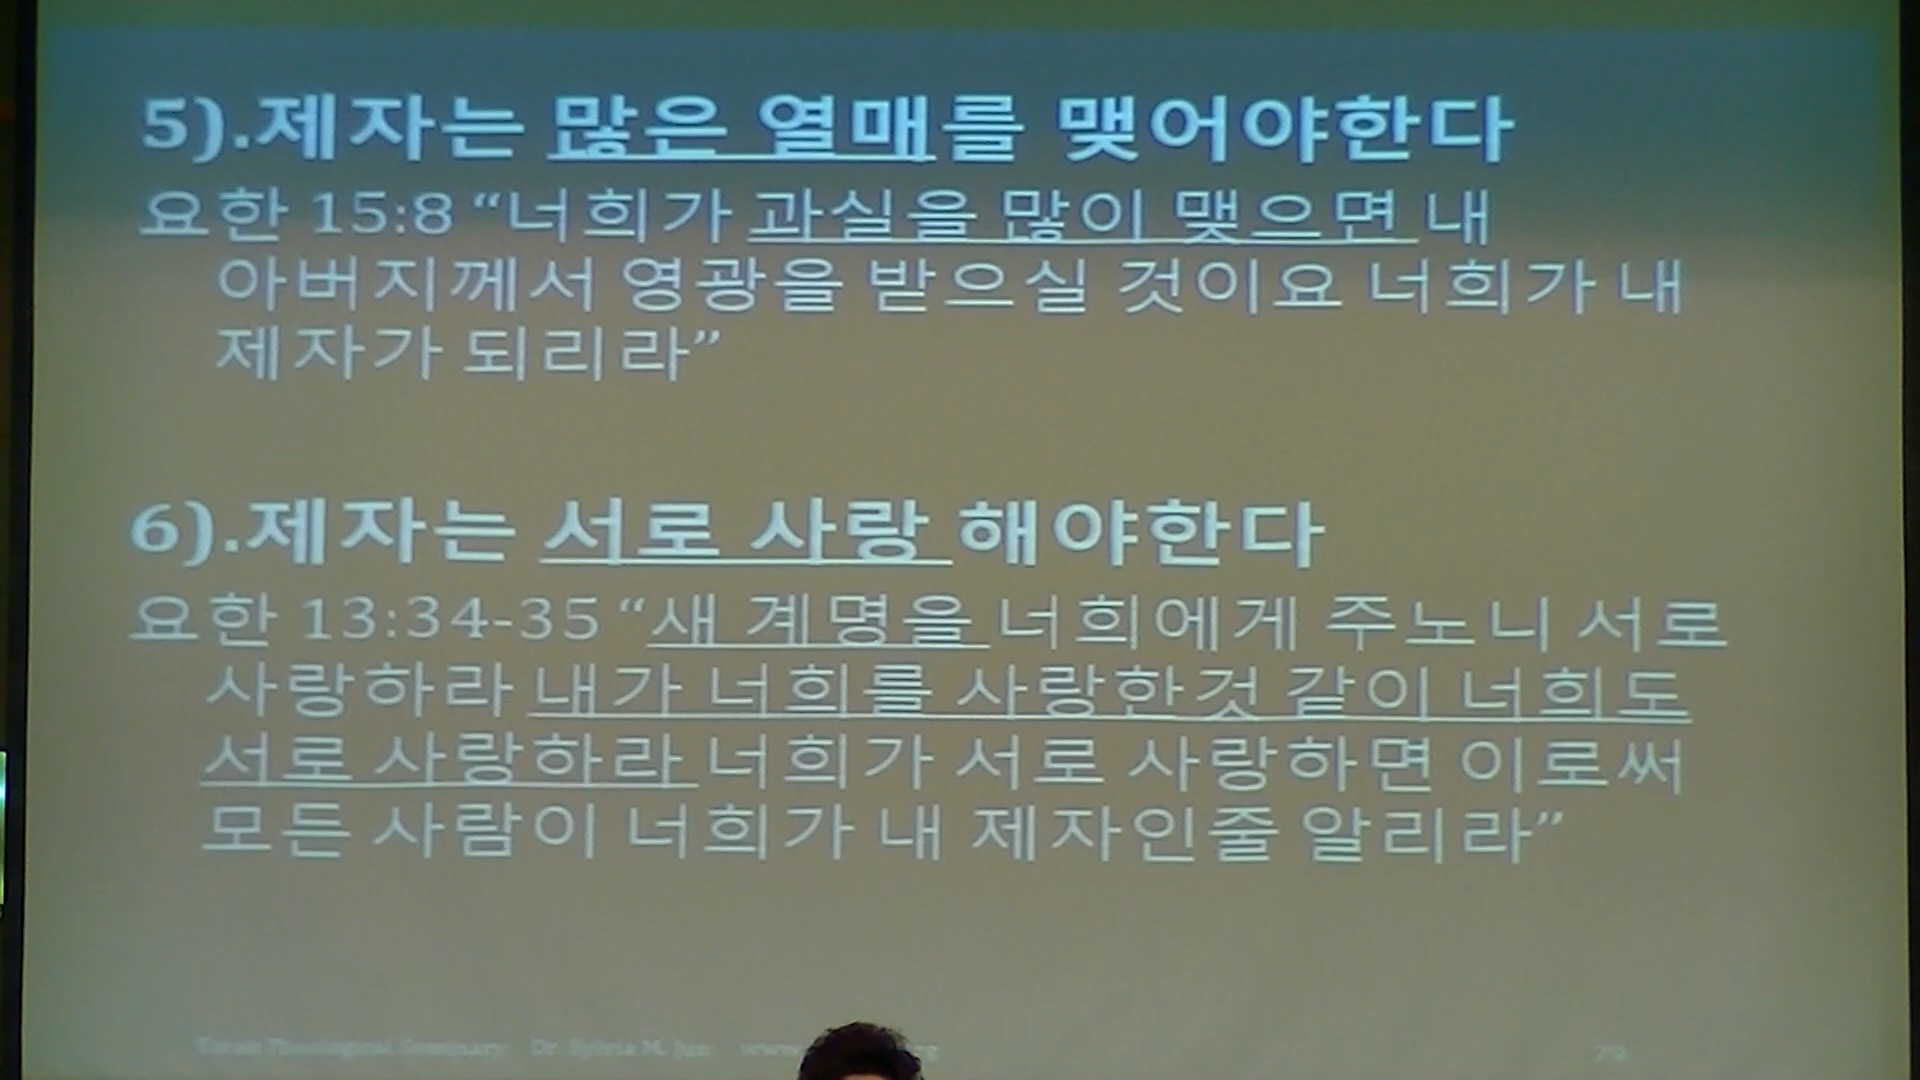 5).제자는 많은 열매를 맺어야한다
요한 15:8 “너희가 과실을 많이 맺으면 내
아버지께서 영광을 받으실 것이요 너희가 내
제자가 되리라”
6).제자는 서로 사랑 해야한다
요한 13:34-35 “새 계명을 너희에게 주노니 서로
사랑하라 내가 너희를 사랑한것 같이 너희도
서로 사랑하라 너희가 서로 사랑하면 이로써
모든 사람이 너희가 내 제자인줄 알리라”
Theological Seminary Dr. Sylvia M.